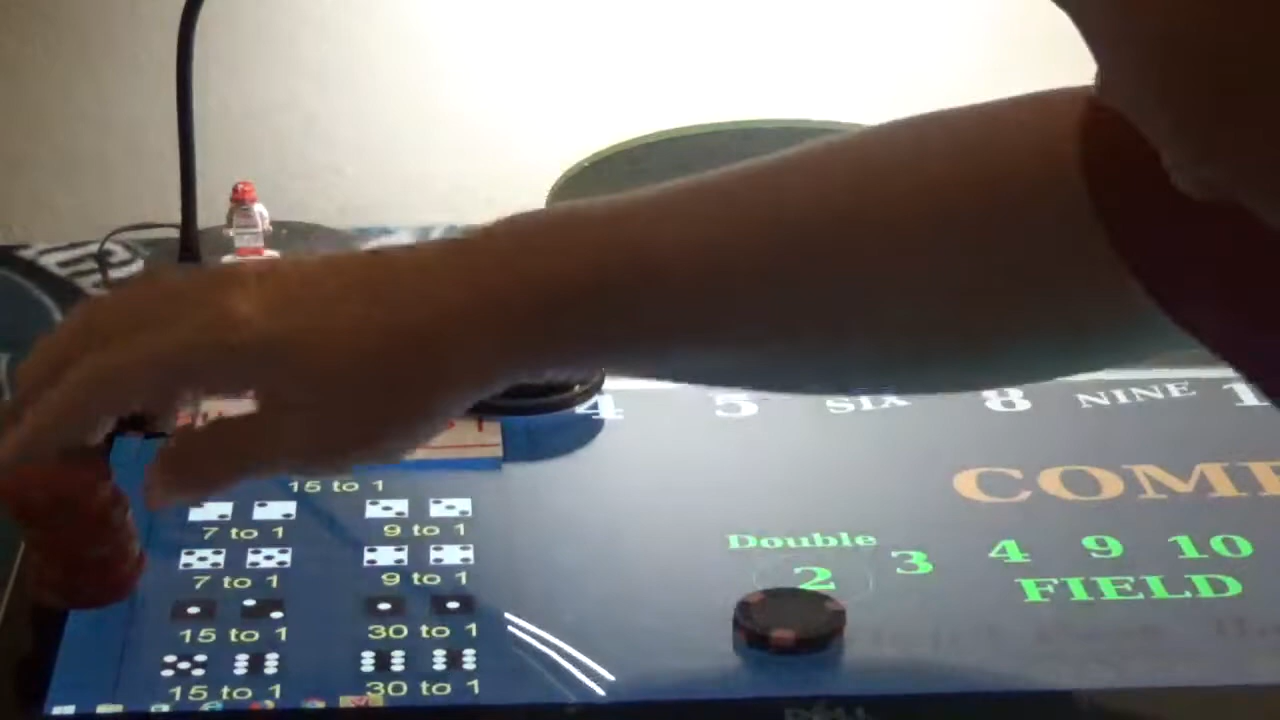 4 5 SIX 8 NINE
COME
15 to 1
7 to 1 9 to 1
7 to 1 9 to 1
15 to 1 30 to 1
15 to 1 30 to 1
Double
2 3 4 9 10
FIELD
DELL